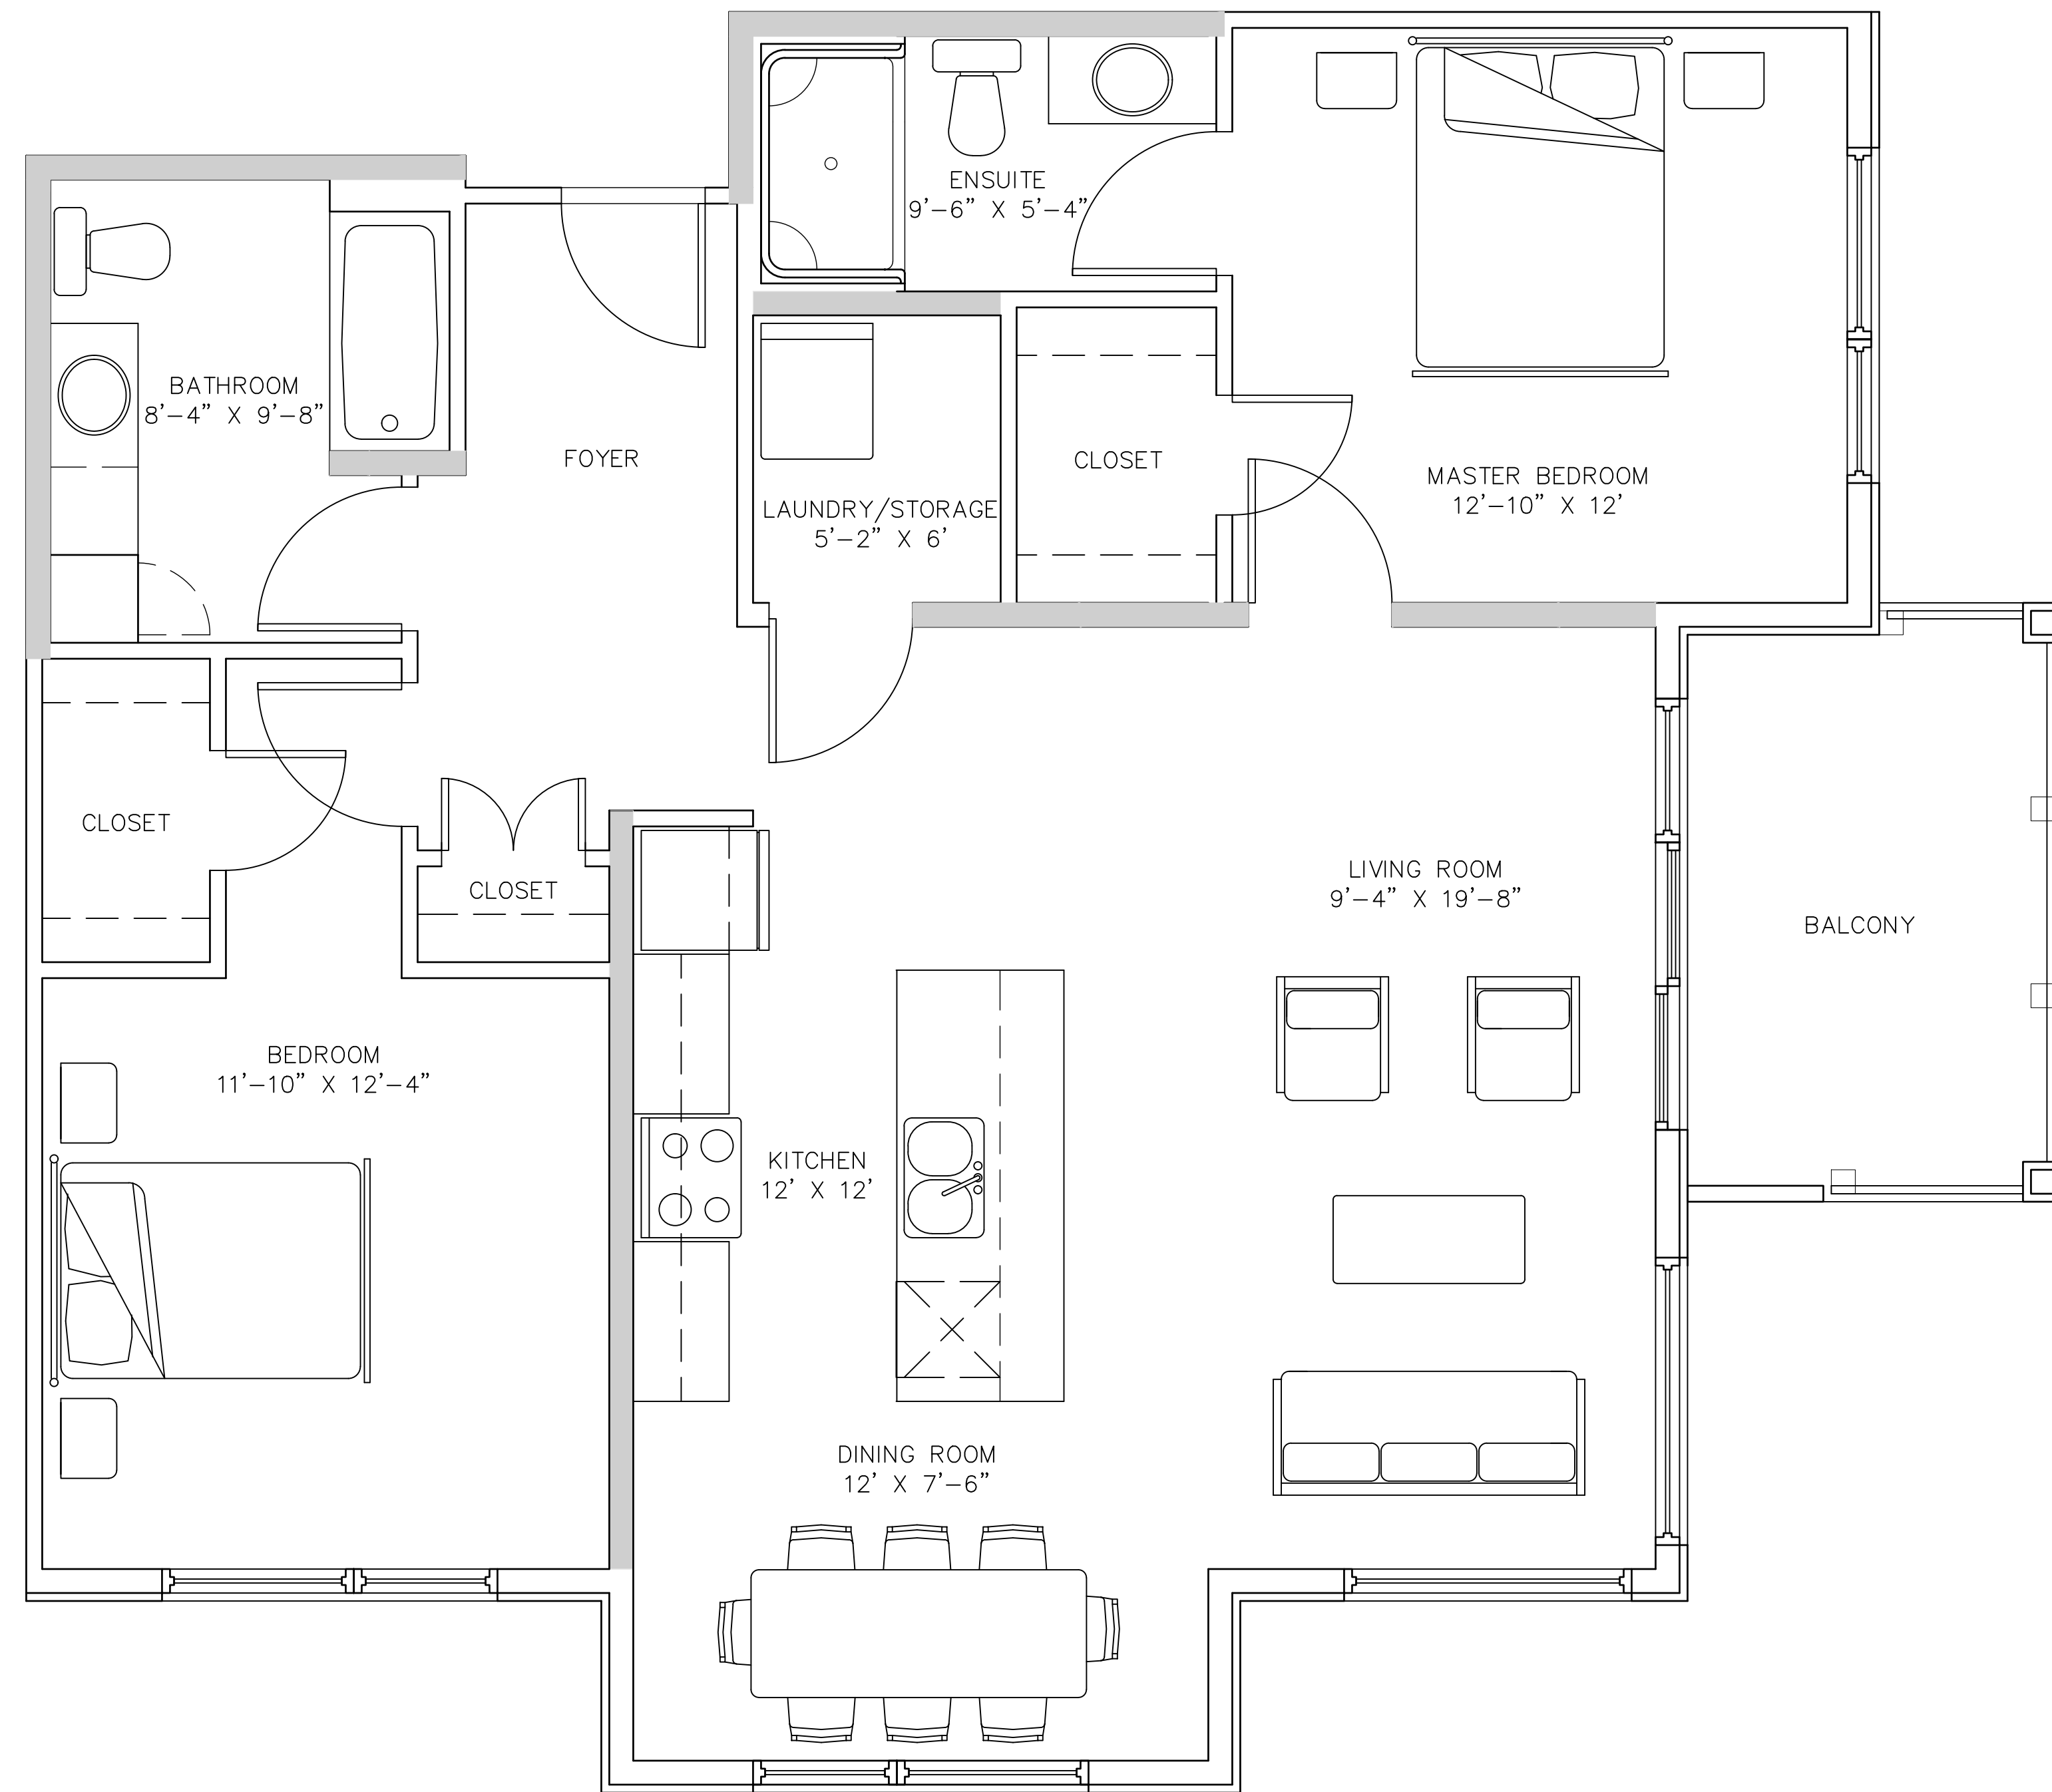 ENSUITE
9'-6" X 5'-4"
BATHROOM
8'-4" X 9'-8"
FOYER
CLOSET
MASTER BEDROOM
12'-10" X 12'
LAUNDRY/STORAGE
5'-2" X 6'
CLOSET
CLOSET
LIVING ROOM
9'-4" X 19'-8"
BALCONY
BEDROOM
11'-10" X 12'-4"
KITCHEN
12' X 12'
DINING ROOM
12' X 7'-6"